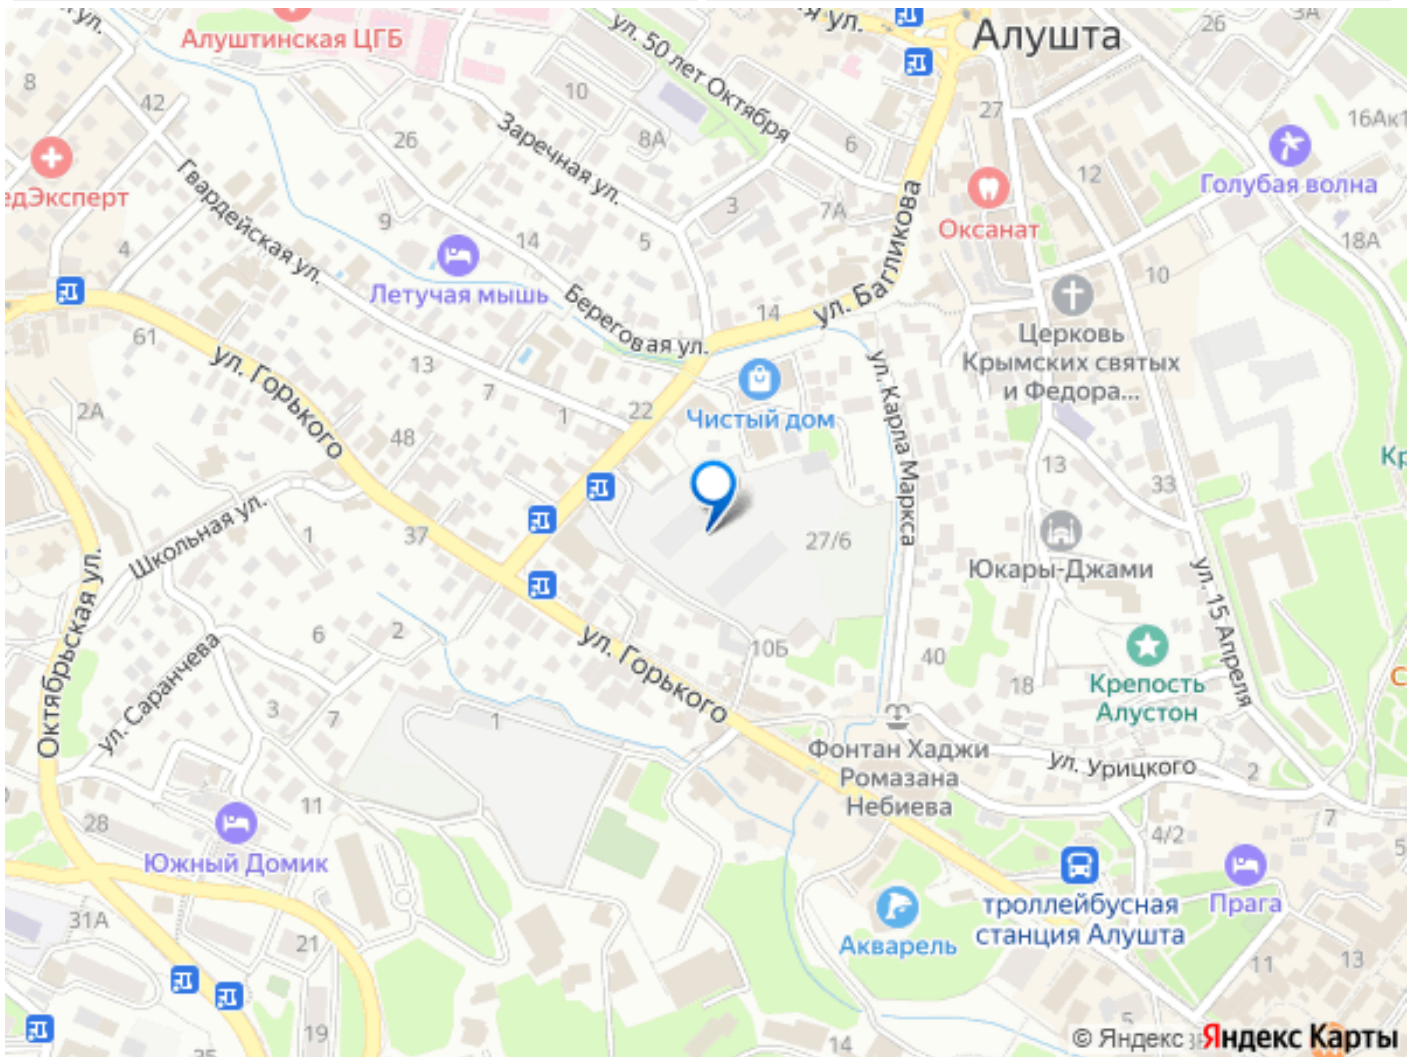 Алуштинская ЦГБ
ул. 50 лет Октября
Алушта
26
3А
8
42
10
27
16Ак1
26
8А
6
Заречная ул.
12
Голубая волна
едЭксперт
Гвардейская ул.
9
3
7А
Оксанат
18А
4
14
5
ул. Багликова
10
Летучая мышь
Береговая ул.
14
Церковь
Крымских святых
и Федора...
61
ул. Горького
13
7
1
22
Чистый дом
ул. Карла Маркса
2А
48
13
33
Кр
Школьная ул.
1
37
27/6
Юкары-Джами
ул. 15 Апреля
Октябрьская ул.
6
2
ул. Горького
10Б
40
18
Крепость
Алустон
С
ул. Саранчева
3
7
1
Фонтан Хаджи
Ромазана
Небиева
ул. Урицкого
2
11
28
7
4/2
5
Южный Домик
троллейбусная
станция Алушта
Прага
31А
21
Акварель
11
13
19
35
14
5
© Яндекс Яндекс Карты